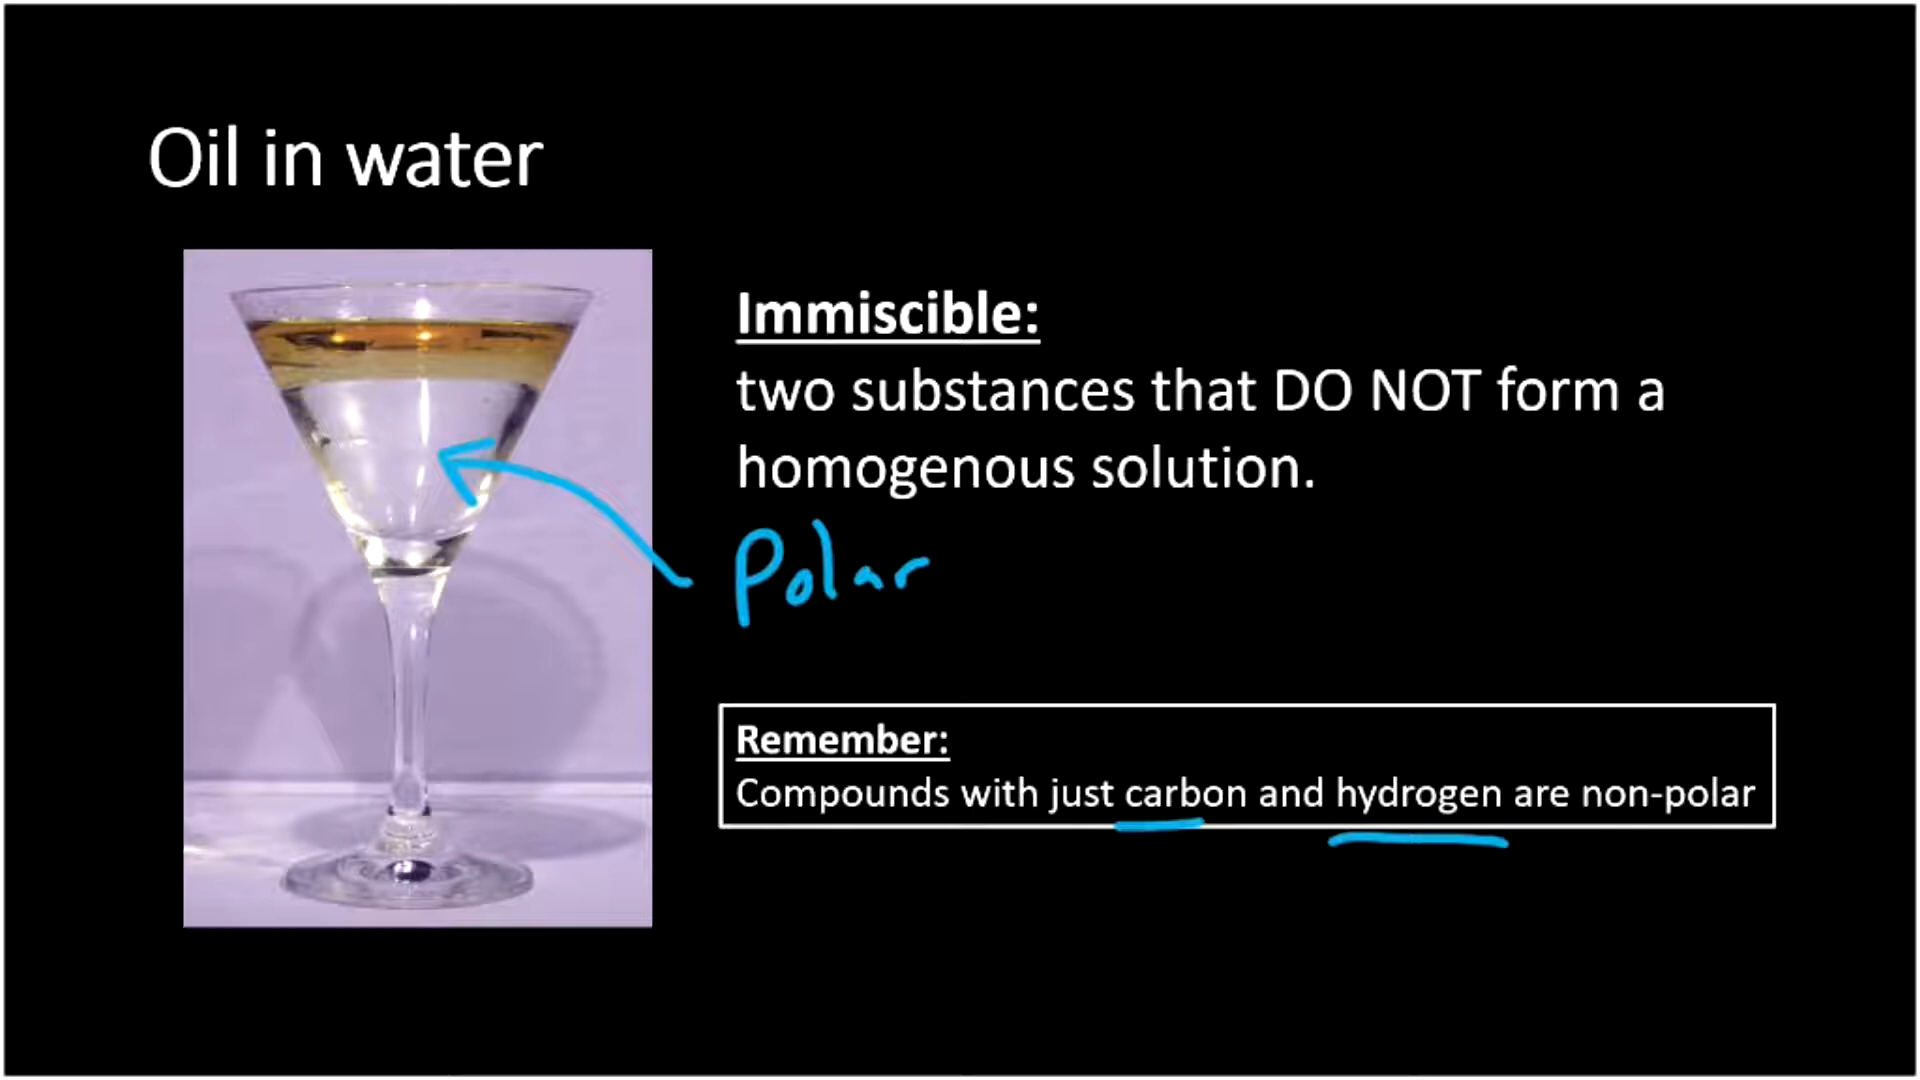 Oil in water
Immiscible:
two substances that DO NOT form a
homogenous solution.
Polar
Remember:
Compounds with just carbon and hydrogen are non-polar